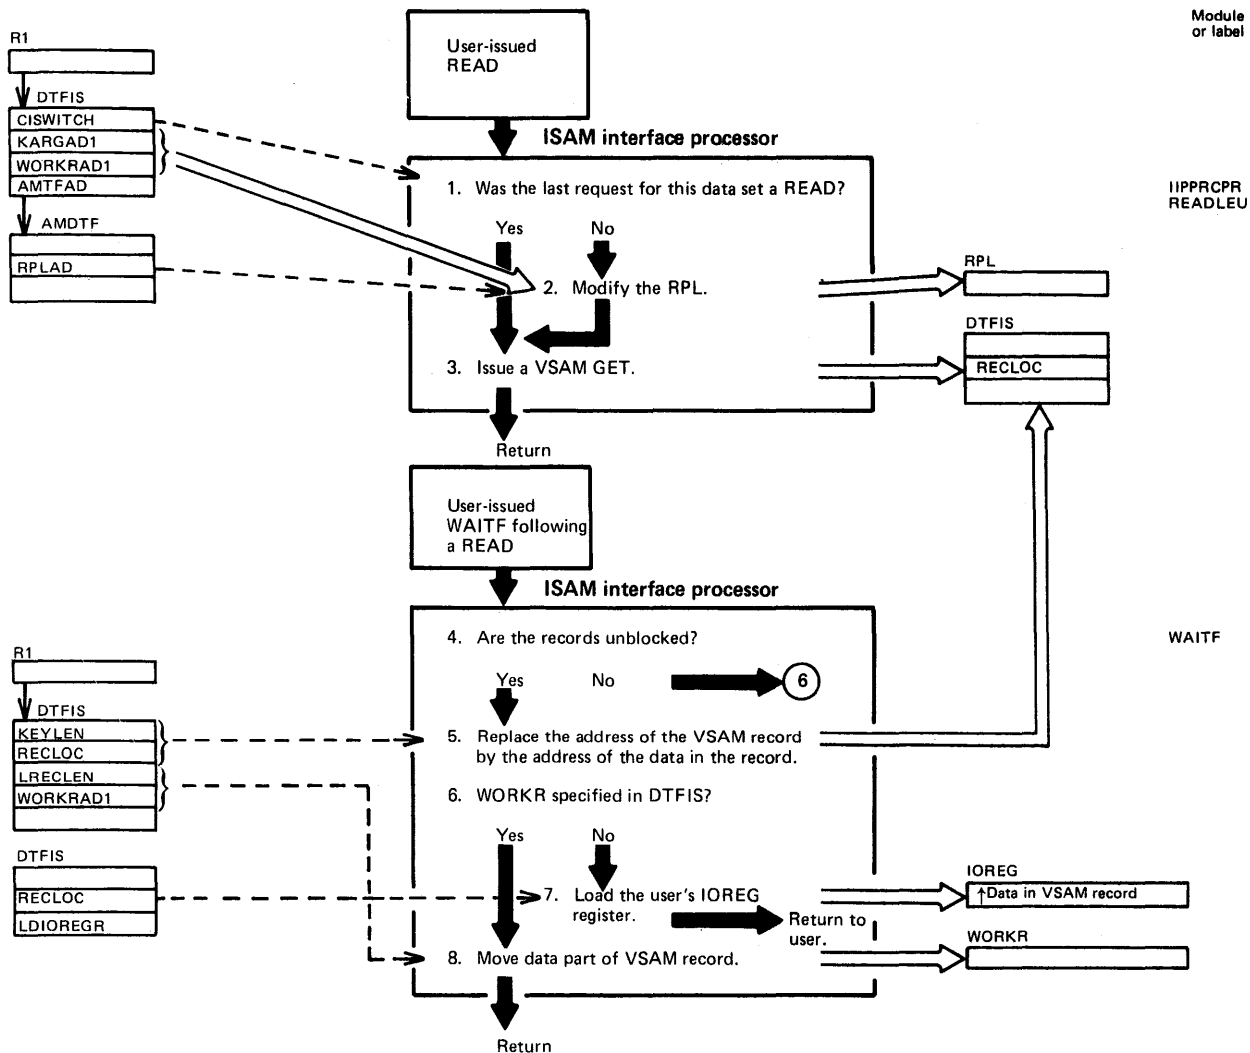 Module
or label
R1
User-issued
READ
DTFIS
CISWITCH
KARGAD1
WORKRAD1
AMTFAD
ISAM interface processor
1. Was the last request for this data set a READ?
IIPPRCPR
READLEU
Yes No
AMDTF
RPLAD
2. Modify the RPL.
RPL
DTFIS
RECLOC
3. Issue a VSAM GET.
Return
User-issued
WAITF following
a READ
ISAM interface processor
4. Are the records unblocked?
WAITF
R1
Yes No 6
DTFIS
KEYLEN
RECLOC
LRECLEN
WORKRAD1
5. Replace the address of the VSAM record
by the address of the data in the record.
6. WORKR specified in DTFIS?
Yes No
DTFIS
RECLOC
LDIOREGR
7. Load the user's IOREG
register.
IOREG
↑Data in VSAM record
Return to
user.
WORKR
8. Move data part of VSAM record.
Return